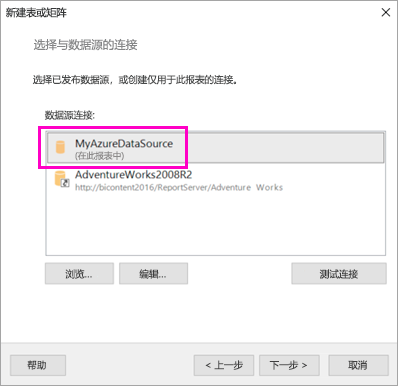 新建表或矩阵
选择与数据源的连接
选择已发布数据源，或创建仅用于此报表的连接。
数据源连接:
MyAzureDataSource
(在此报表中)
AdventureWorks2008R2
http://bicontent2016/ReportServer/Adventure Works
浏览...
编辑...
测试连接
帮助
< 上一步
下一步 >
取消